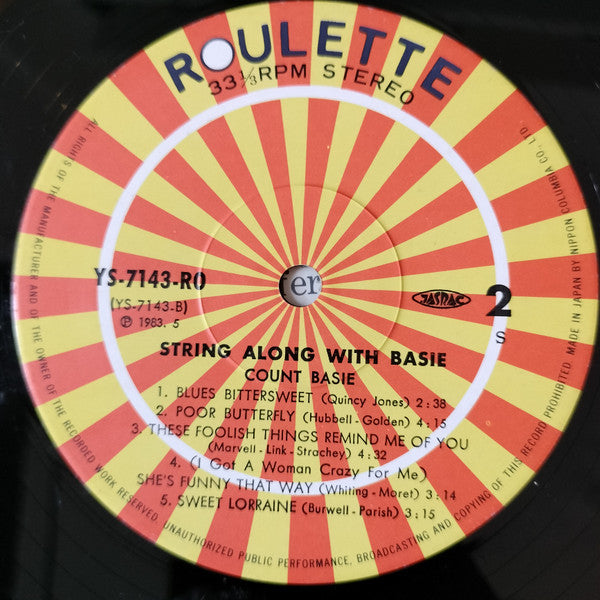 ROULETTE
33 1/3 RPM STEREO
YS-7143-RO
(YS-7143-B)
Ⓟ 1983. 5
er
JASRAC
2
S
STRING ALONG WITH BASIE
COUNT BASIE
1. BLUES BITTERSWEET (Quincy Jones) 2:38
2. POOR BUTTERFLY (Hubbell-Golden) 4:15
3. THESE FOOLISH THINGS REMIND ME OF YOU
(Marvell-Link-Strachey) 4:32
4. (I Got A Woman Crazy For Me)
SHE'S FUNNY THAT WAY (Whiting-Moret) 3:14
5. SWEET LORRAINE (Burwell-Parish) 3:15
ALL RIGHTS OF THE MANUFACTURER AND OF THE OWNER OF THE RECORDED WORK RESERVED. UNAUTHORIZED PUBLIC PERFORMANCE, BROADCASTING AND COPYING OF THIS RECORD PROHIBITED MADE IN JAPAN BY NIPPON COLUMBIA CO., LTD